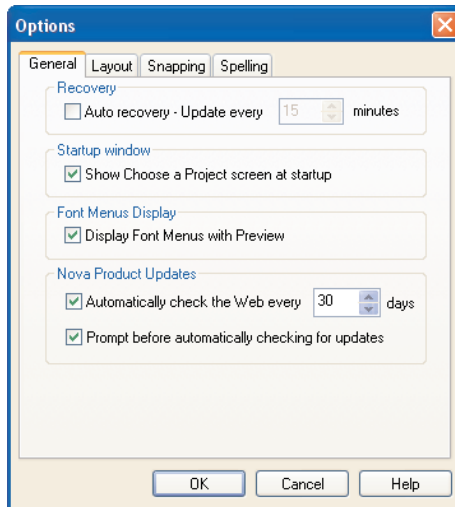 Options
General Layout Snapping Spelling
Recovery
Auto recovery - Update every 15 minutes
Startup window
Show Choose a Project screen at startup
Font Menus Display
Display Font Menus with Preview
Nova Product Updates
Automatically check the Web every 30 days
Prompt before automatically checking for updates
OK Cancel Help